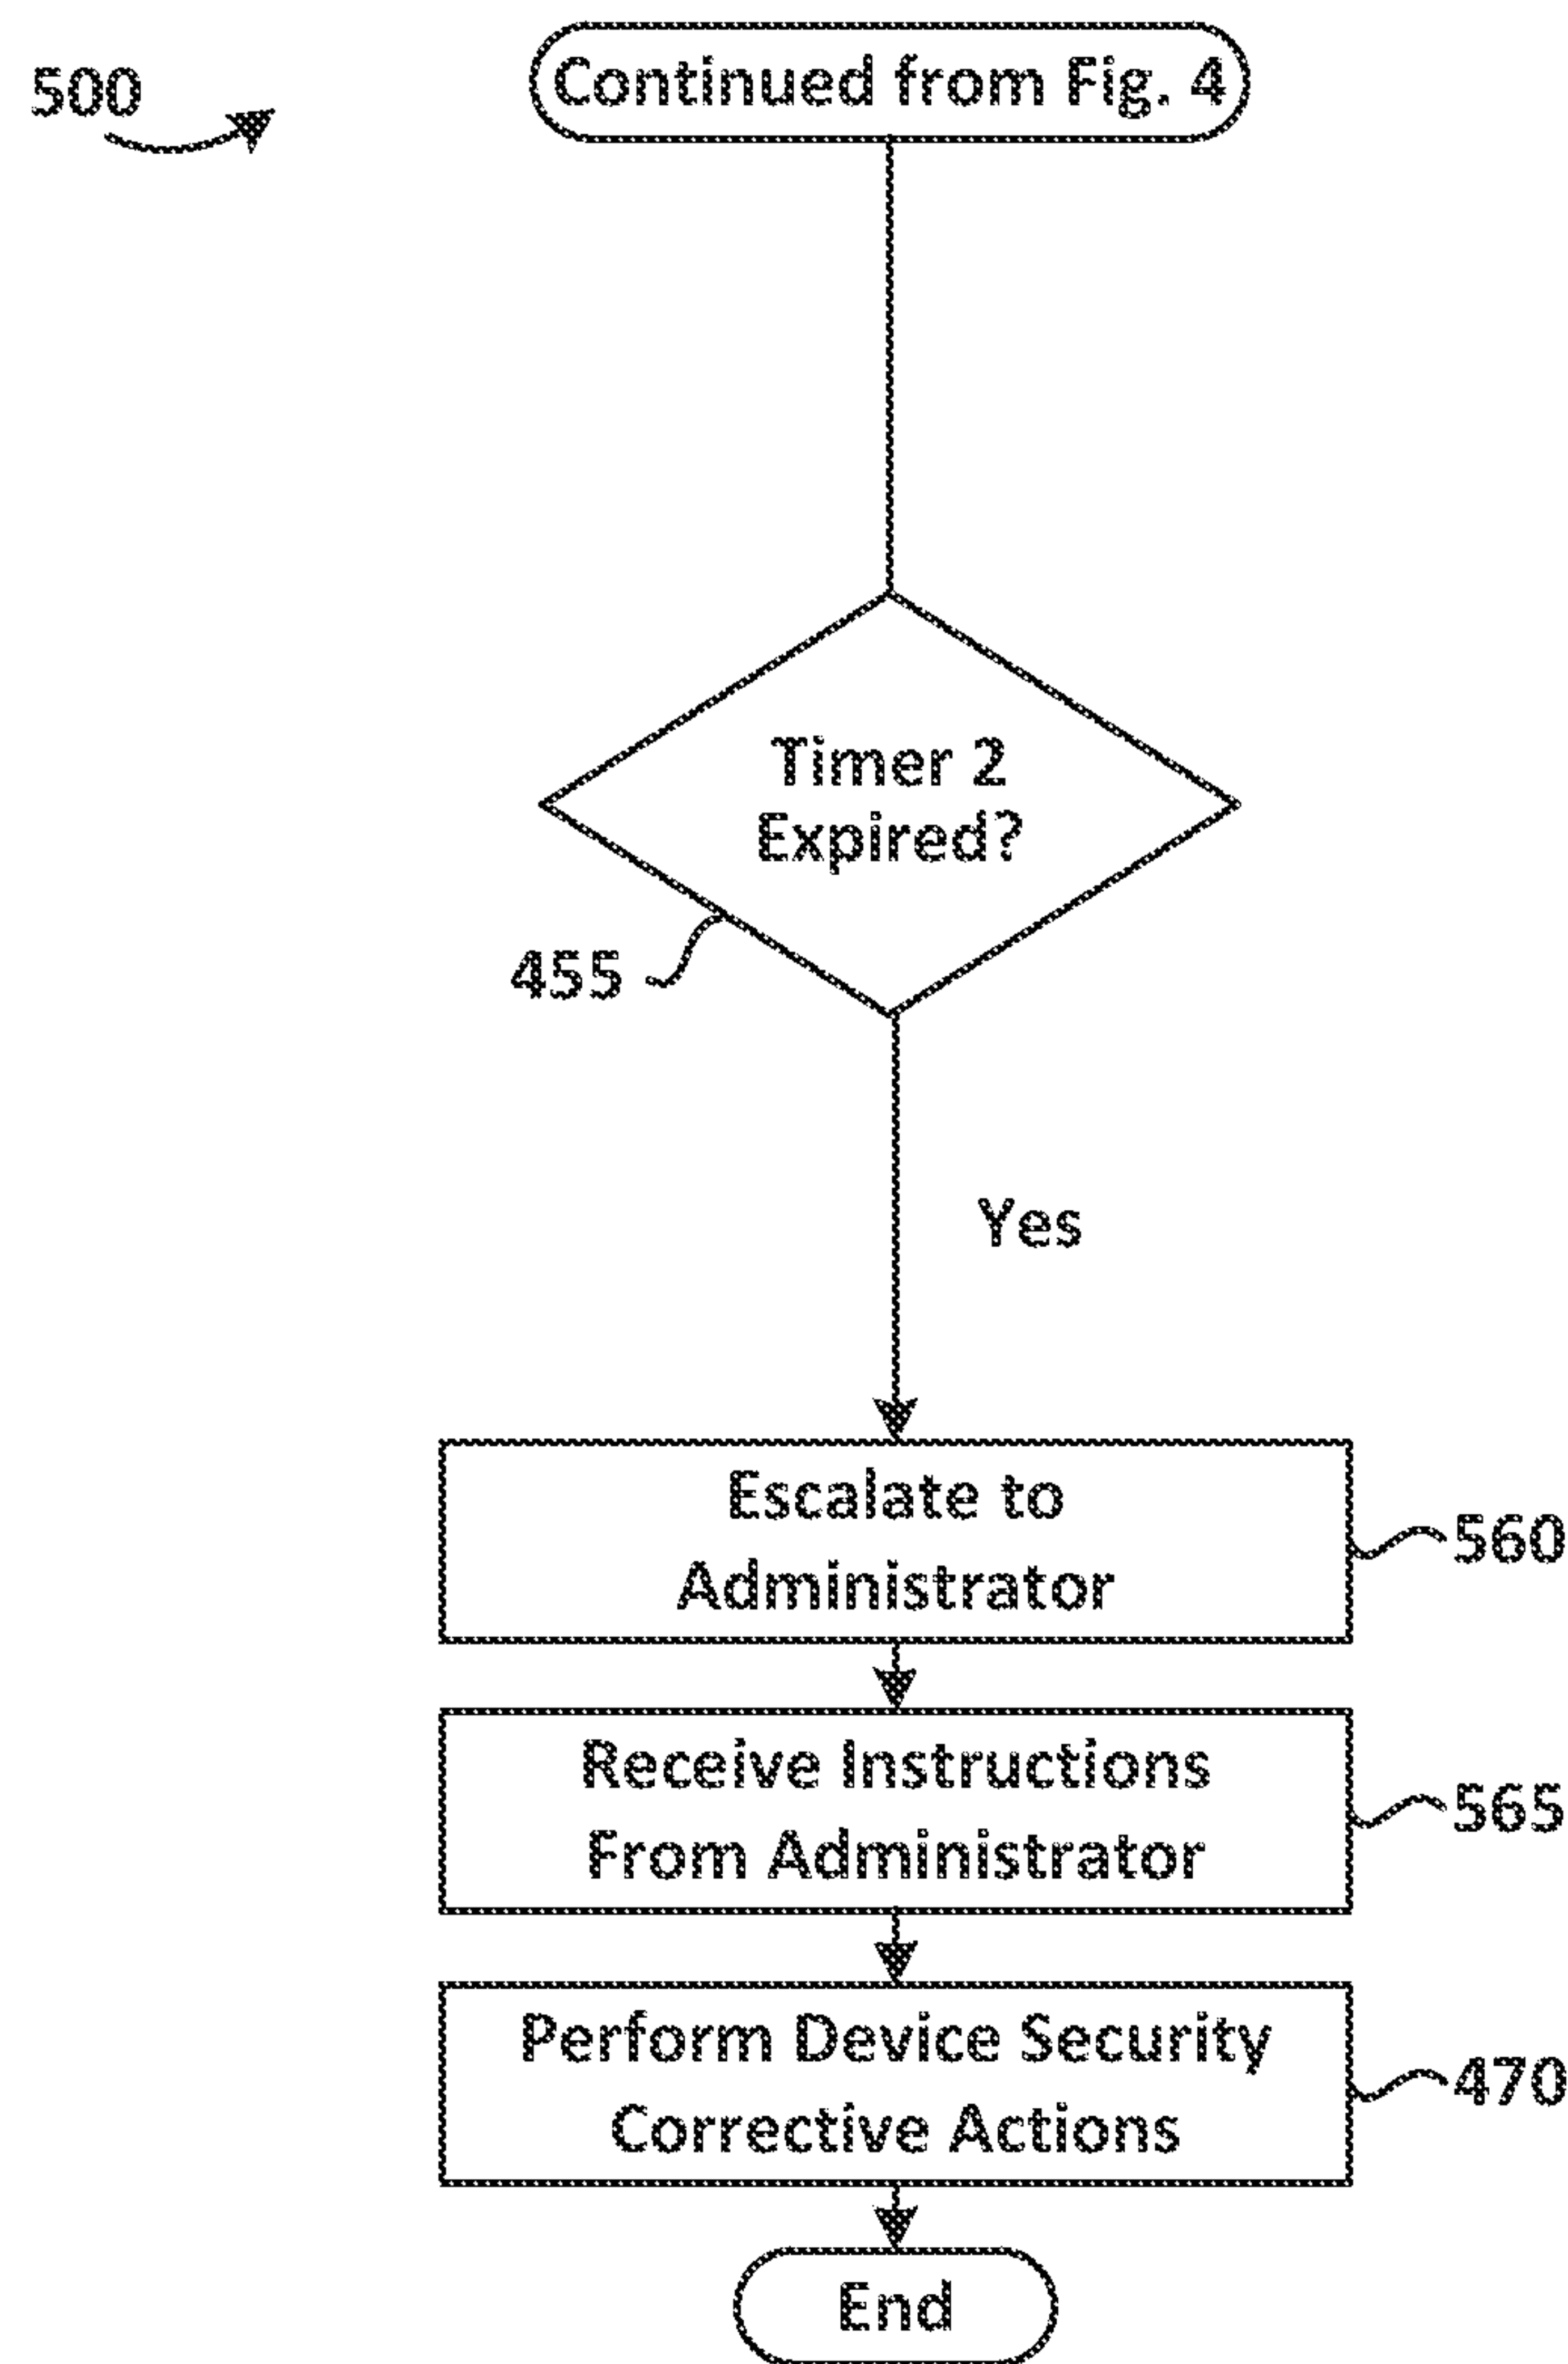 500
Continued from Fig. 4
Timer 2
Expired?
455
Yes
Escalate to
Administrator
560
Receive Instructions
From Administrator
565
Perform Device Security
Corrective Actions
470
End